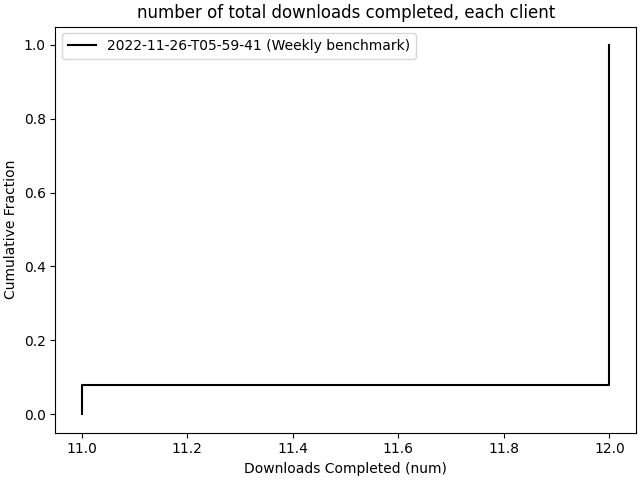 number of total downloads completed, each client
2022-11-26-T05-59-41 (Weekly benchmark)
Cumulative Fraction
1.0
0.8
0.6
0.4
0.2
0.0
11.0 11.2 11.4 11.6 11.8 12.0
Downloads Completed (num)